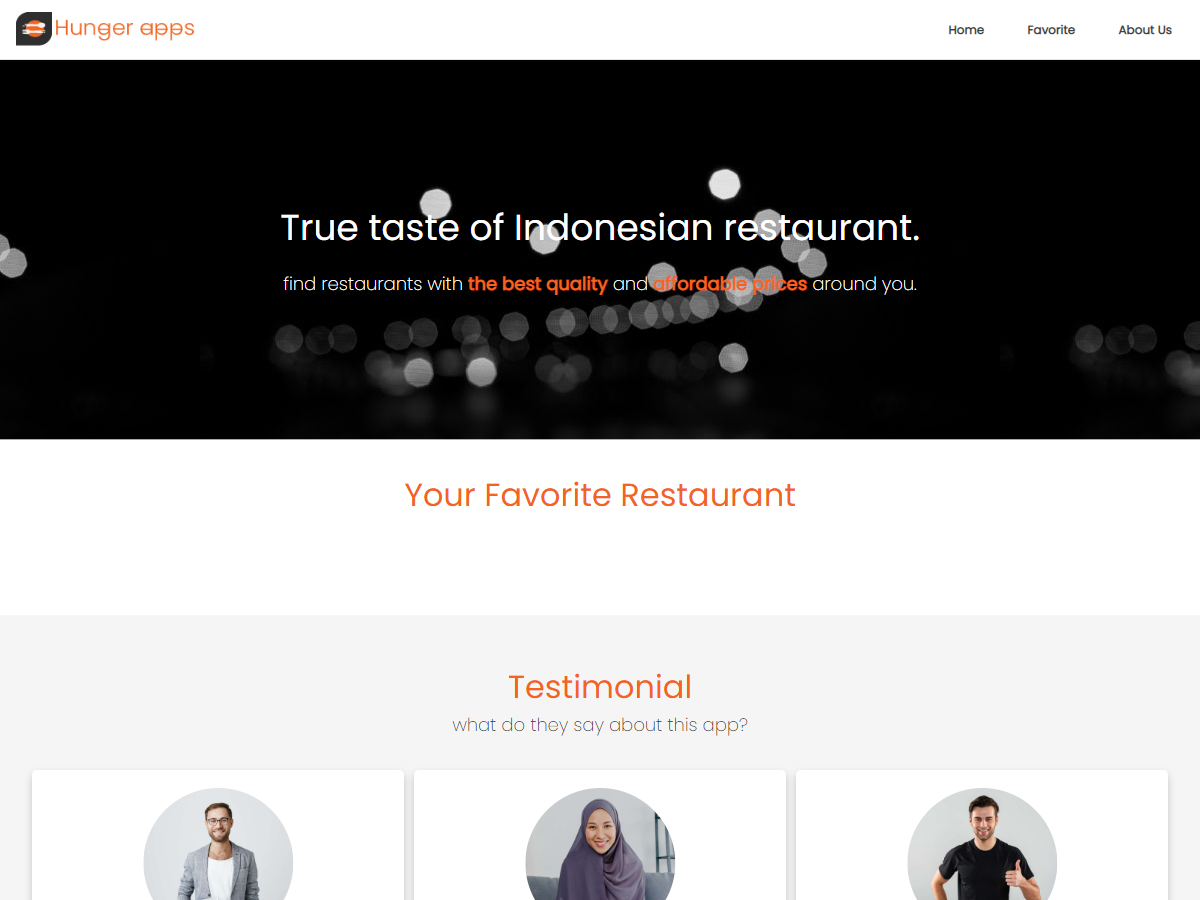 Hunger apps
Home
Favorite
About Us
True taste of Indonesian restaurant.
find restaurants with the best quality and affordable prices around you.
Your Favorite Restaurant
Testimonial
what do they say about this app?